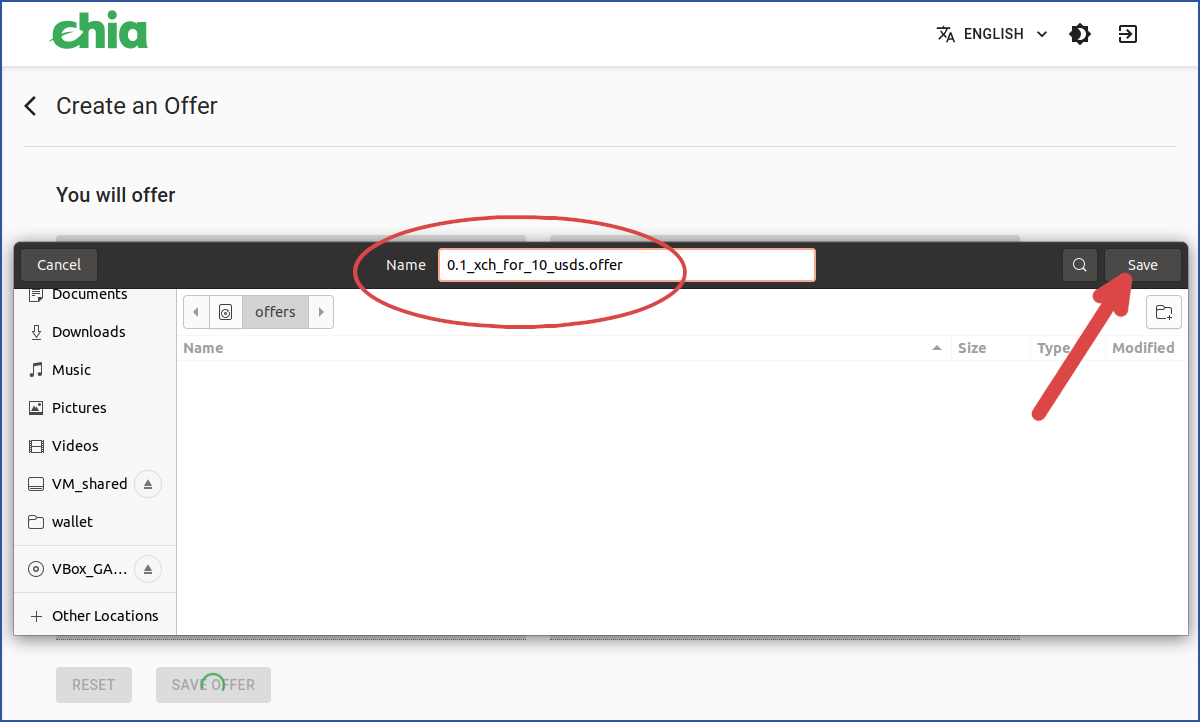 chia
ENGLISH
Create an Offer
You will offer
Cancel
Name 0.1_xch_for_10_usds.offer
Save
Documents
offers
Downloads
Name Size Type Modified
Music
Pictures
Videos
VM_shared
wallet
VBox_GA...
Other Locations
RESET
SAVE OFFER